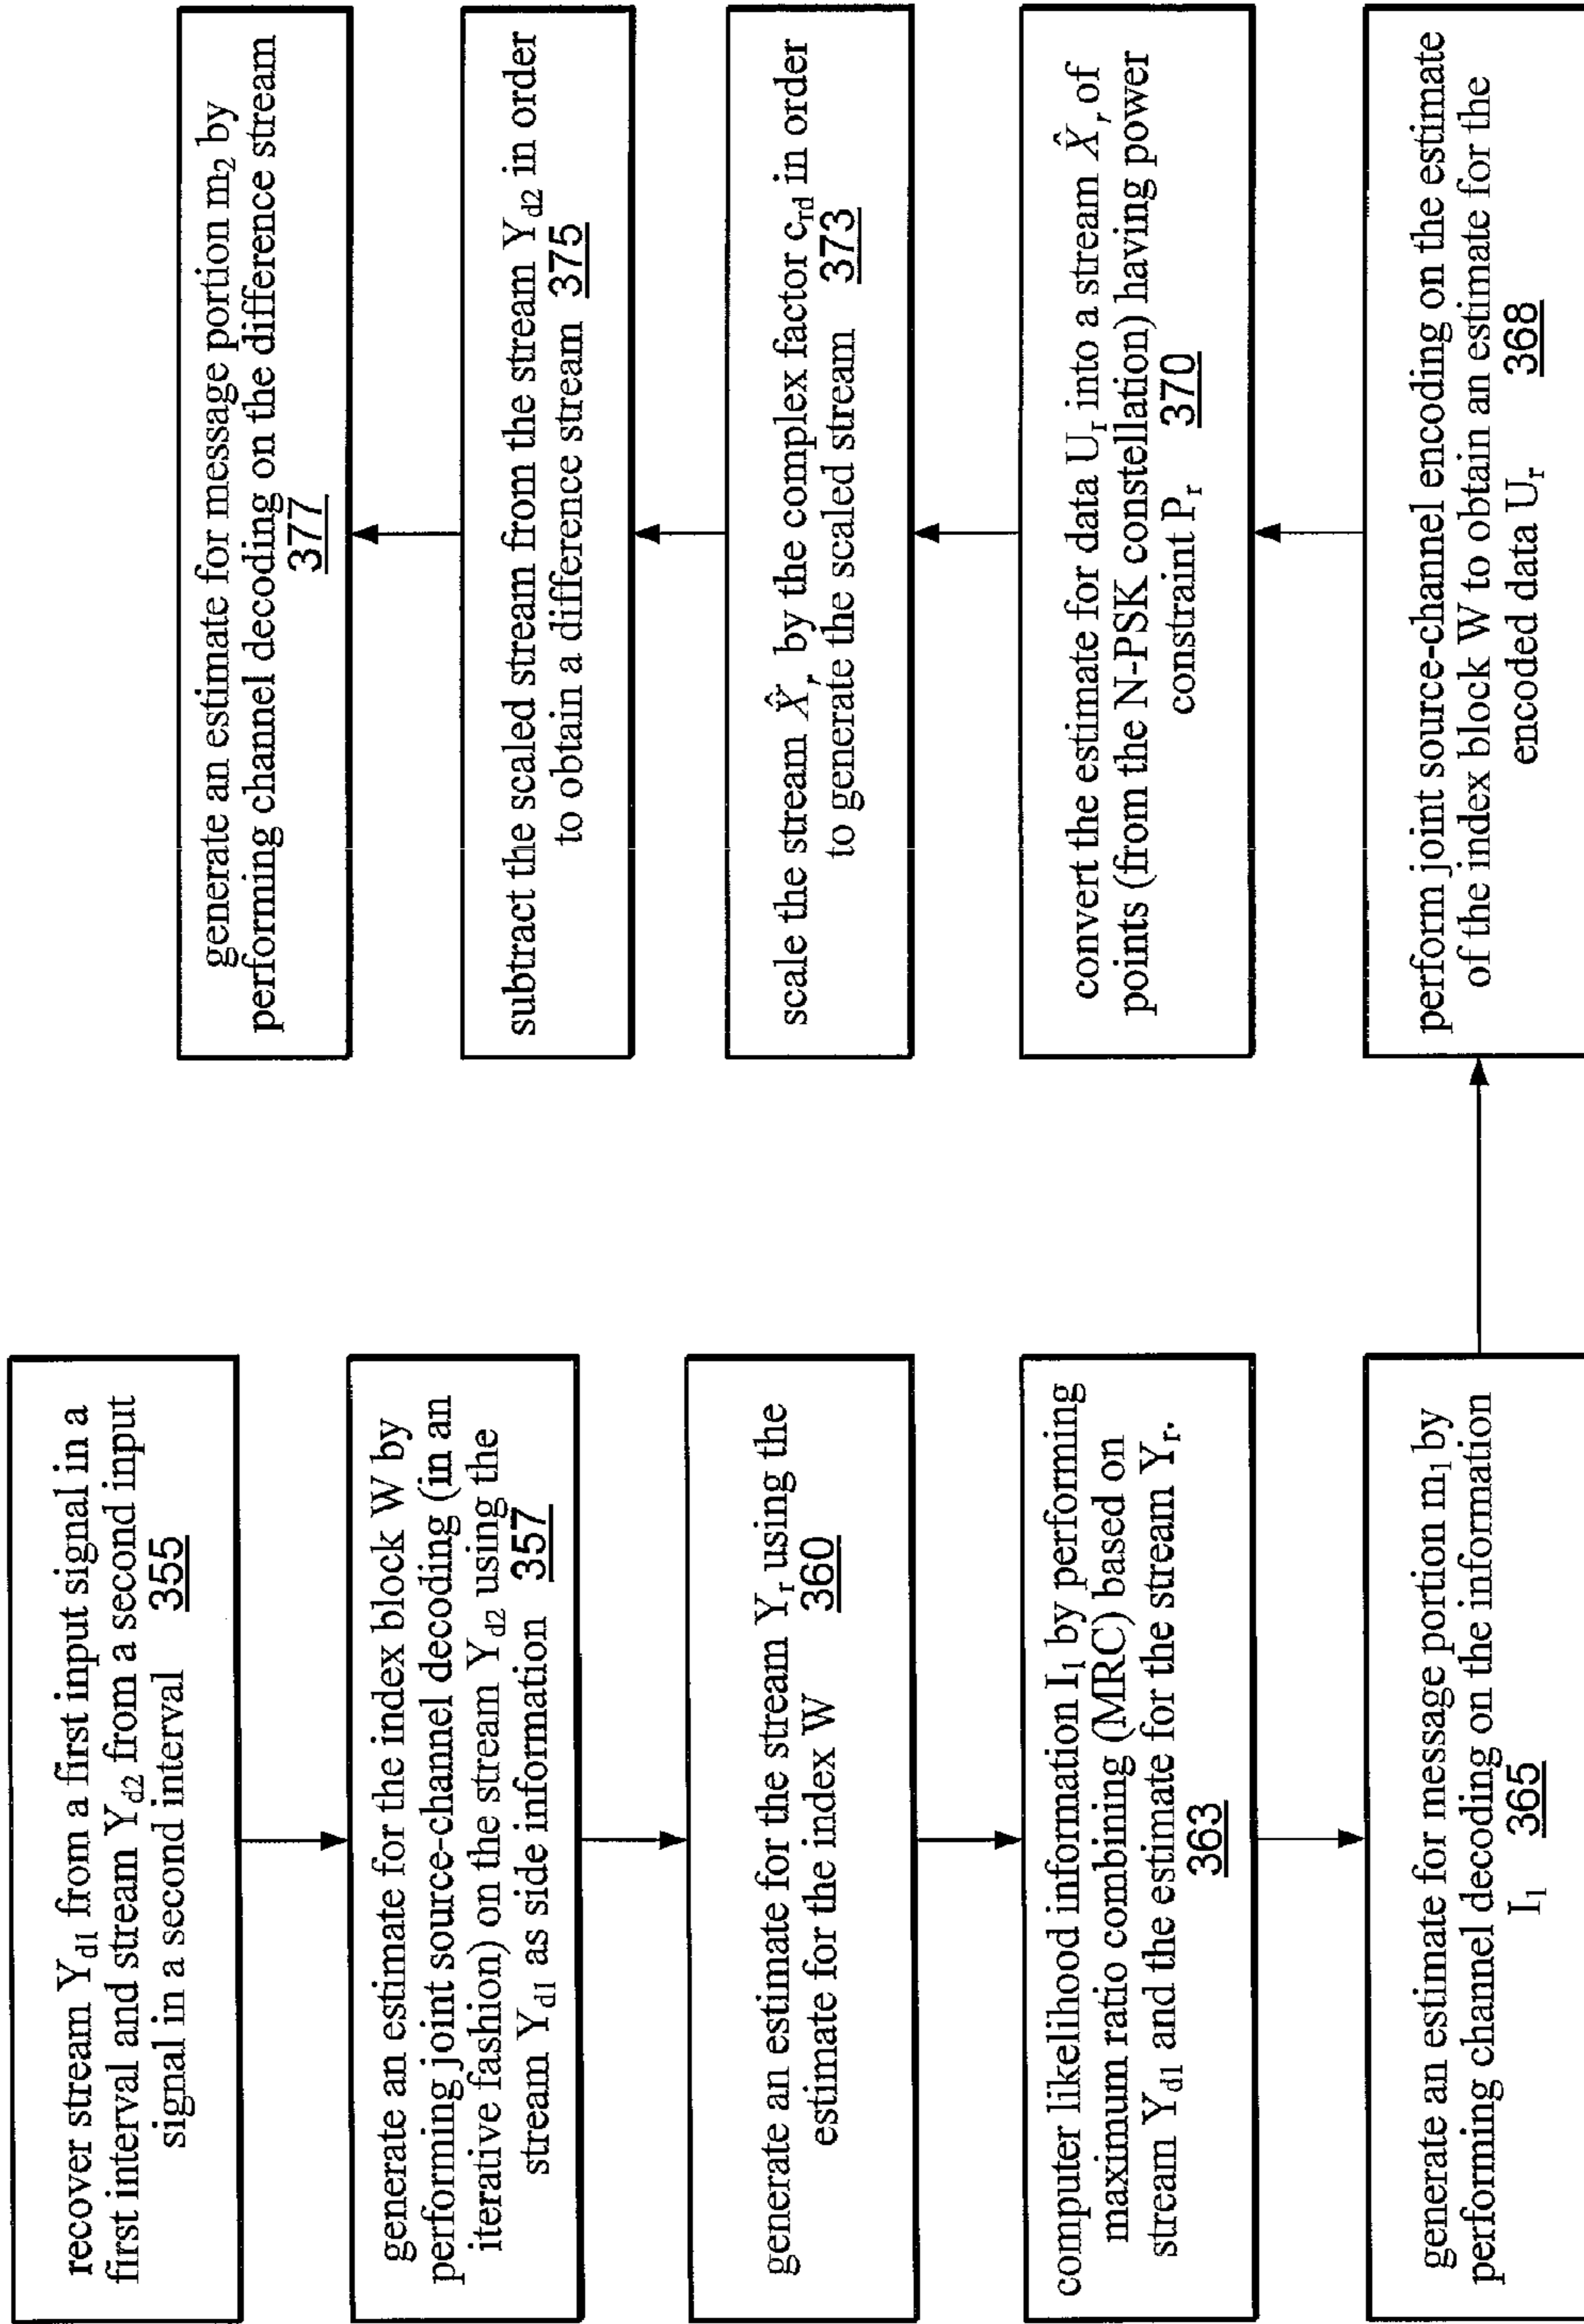 recover stream Y_d1 from a first input signal in a
first interval and stream Y_d2 from a second input
signal in a second interval 355
generate an estimate for the index block W by
performing joint source-channel decoding (in an
iterative fashion) on the stream Y_d2 using the
stream Y_d1 as side information 357
generate an estimate for the stream Y_r using the
estimate for the index W 360
computer likelihood information I_1 by performing
maximum ratio combining (MRC) based on
stream Y_d1 and the estimate for the stream Y_r.
363
generate an estimate for message portion m_1 by
performing channel decoding on the information
I_1 365
perform joint source-channel encoding on the estimate
of the index block W to obtain an estimate for the
encoded data U_r 368
convert the estimate for data U_r into a stream X̂_r of
points (from the N-PSK constellation) having power
constraint P_r 370
scale the stream X̂_r by the complex factor c_rd in order
to generate the scaled stream 373
subtract the scaled stream from the stream Y_d2 in order
to obtain a difference stream 375
generate an estimate for message portion m_2 by
performing channel decoding on the difference stream
377